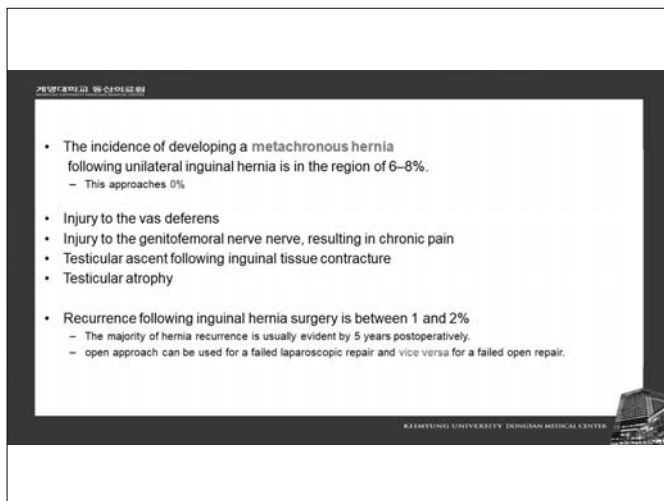 계명대학교 동산의료원
• The incidence of developing a metachronous hernia
following unilateral inguinal hernia is in the region of 6–8%.
– This approaches 0%
• Injury to the vas deferens
• Injury to the genitofemoral nerve nerve, resulting in chronic pain
• Testicular ascent following inguinal tissue contracture
• Testicular atrophy
• Recurrence following inguinal hernia surgery is between 1 and 2%
– The majority of hernia recurrence is usually evident by 5 years postoperatively.
– open approach can be used for a failed laparoscopic repair and vice versa for a failed open repair.
KEIMYUNG UNIVERSITY DONGSAN MEDICAL CENTER